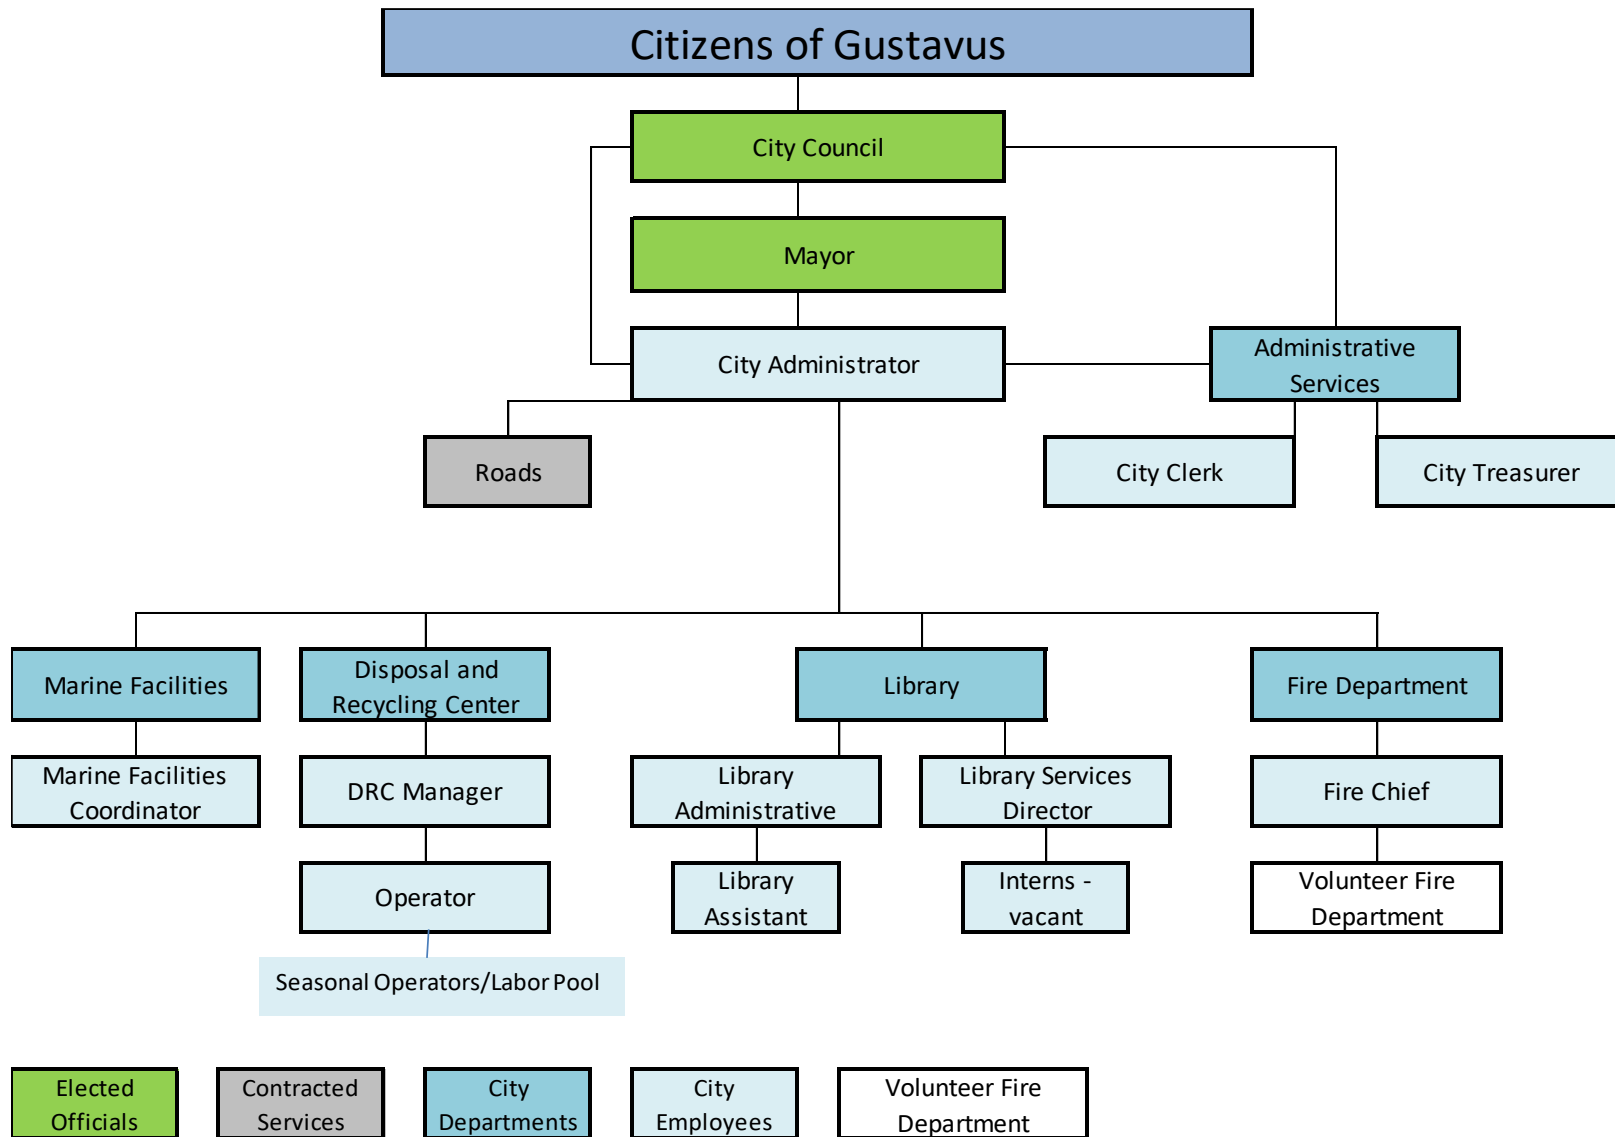 Citizens of Gustavus
City Council
Mayor
City Administrator
Administrative
Services
Roads
City Clerk
City Treasurer
Marine Facilities
Disposal and
Recycling Center
Library
Fire Department
Marine Facilities
Coordinator
DRC Manager
Library
Administrative
Library Services
Director
Fire Chief
Operator
Library
Assistant
Interns -
vacant
Volunteer Fire
Department
Seasonal Operators/Labor Pool
Elected
Officials
Contracted
Services
City
Departments
City
Employees
Volunteer Fire
Department